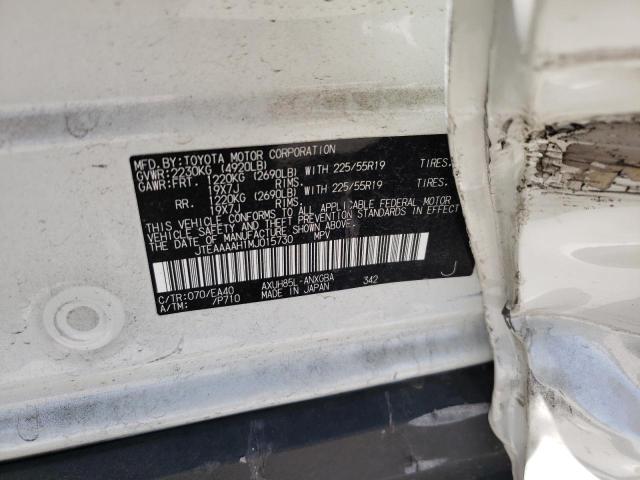 MFD.BY:TOYOTA MOTOR CORPORATION
GVWR:2230KG (4920LB)
GAWR:FRT. 1220KG (2690LB) WITH 225/55R19 TIRES.
19X7J RIMS.
RR. 1220KG (2690LB) WITH 225/55R19 TIRES.
19X7J RIMS.
THIS VEHICLE CONFORMS TO ALL APPLICABLE FEDERAL MOTOR
VEHICLE SAFETY AND THEFT PREVENTION STANDARDS IN
EFFECT ON THE DATE OF MANUFACTURE SHOWN ABOVE.
JTEAAAAH1MJ015730 MPV
C/TR:070/EA40 AXUH85L-ANXGBA
A/TM: /P710 MADE IN JAPAN 342
J